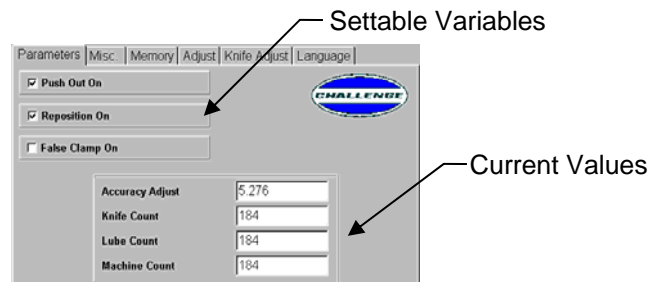 Settable Variables
Parameters Misc. Memory Adjust Knife Adjust Language
Push Out On
CHALLENGE
Reposition On
False Clamp On
Current Values
Accuracy Adjust 5.276
Knife Count 184
Lube Count 184
Machine Count 184